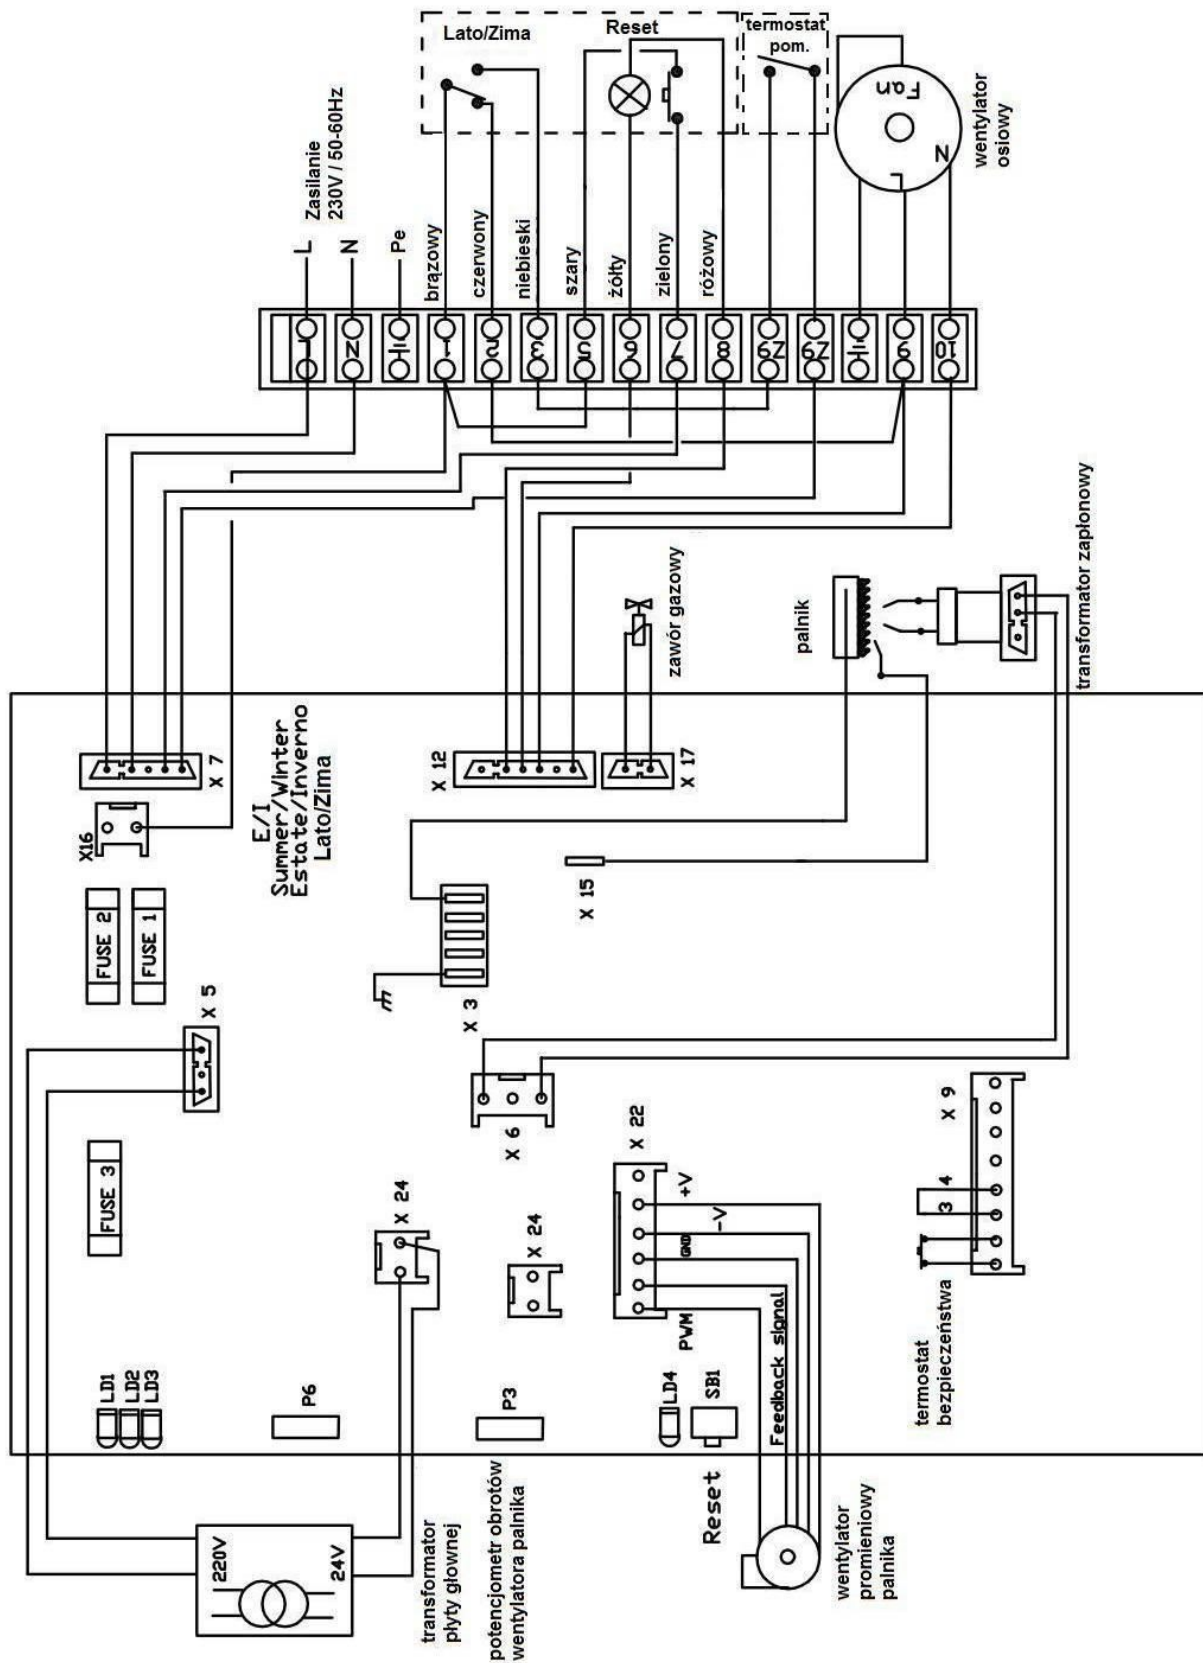 Lato/Zima
Reset
termostat
pom.
Zasilanie
230V / 50-60Hz
L
N
Pe
brązowy
czerwony
niebieski
szary
żółty
zielony
różowy
Fan
L
N
wentylator
osiowy
L
N
1
2
3
5
6
7
8
29
29
9
10
X 7
X16
E/I
Summer/Winter
Estate/Inverno
Lato/Zima
X 12
X 17
zawór gazowy
palnik
transformator zapłonowy
FUSE 2
FUSE 1
X 5
X 3
X 15
FUSE 3
X 24
X 6
X 24
X 22
+V
-V
GND
PWM
Feedback signal
X 9
3 4
termostat
bezpieczeństwa
LD1
LD2
LD3
P6
P3
LD4
SB1
Reset
220V
24V
transformator
płyty głownej
potencjometr obrotów
wentylatora palnika
wentylator
promieniowy
palnika